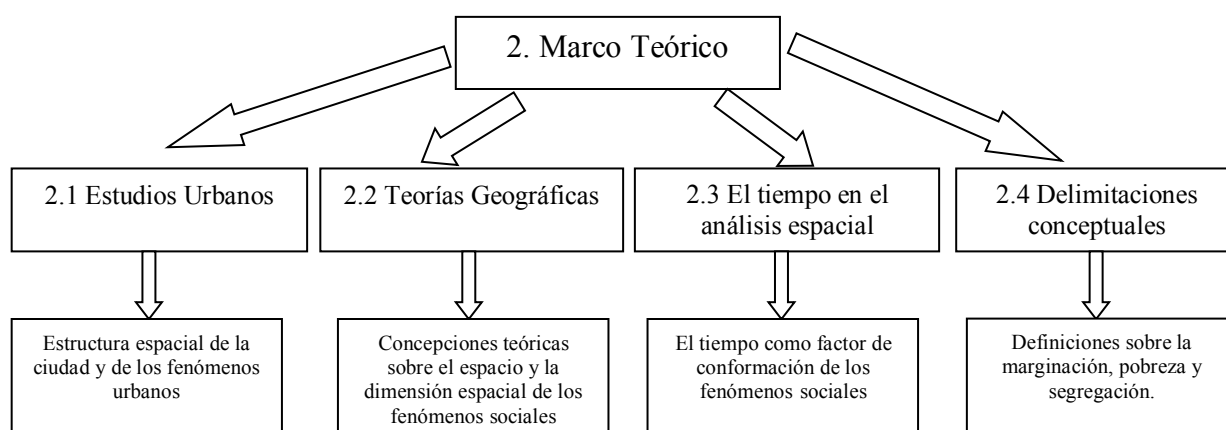 2. Marco Teórico
2.1 Estudios Urbanos
2.2 Teorías Geográficas
2.3 El tiempo en el
análisis espacial
2.4 Delimitaciones
conceptuales
Estructura espacial de la
ciudad y de los fenómenos
urbanos
Concepciones teóricas
sobre el espacio y la
dimensión espacial de los
fenómenos sociales
El tiempo como factor de
conformación de los
fenómenos sociales
Definiciones sobre la
marginación, pobreza y
segregación.